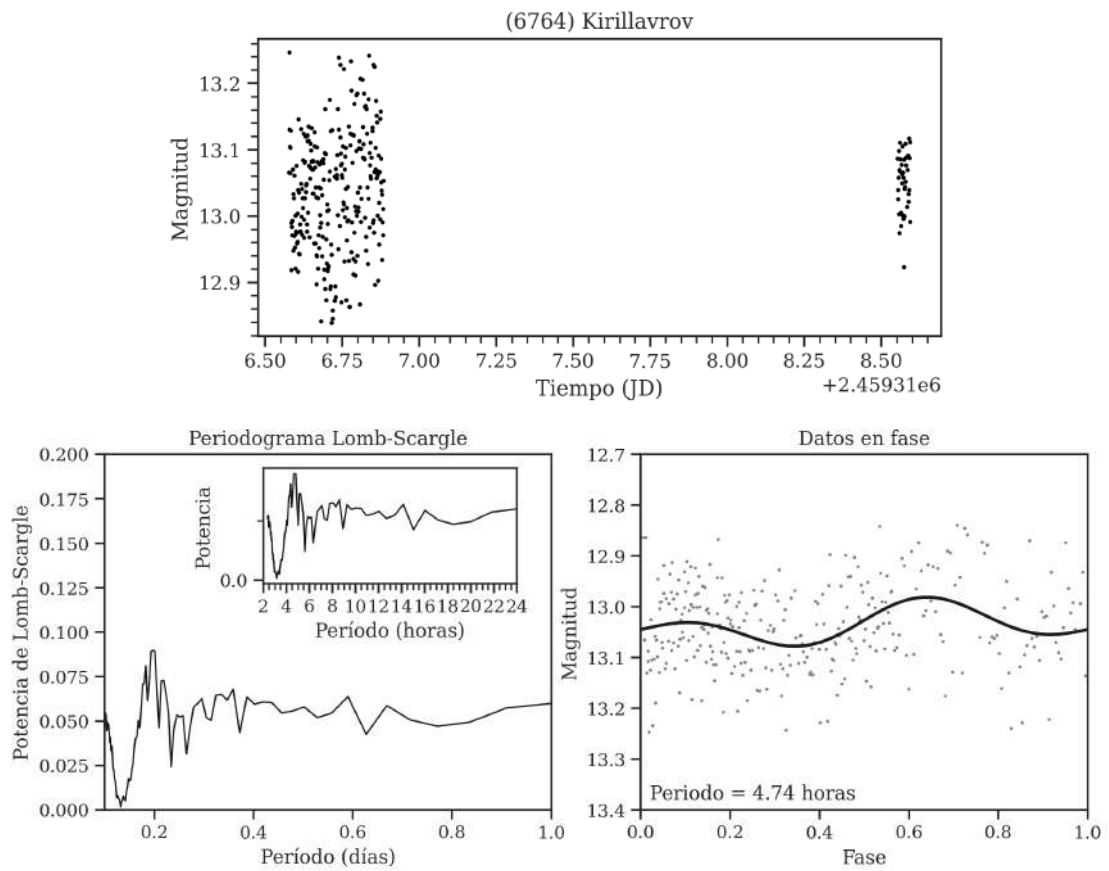 (6764) Kirillavrov
Magnitud
13.2
13.1
13.0
12.9
6.50 6.75 7.00 7.25 7.50 7.75 8.00 8.25 8.50
Tiempo (JD)
+2.45931e6
Periodograma Lomb-Scargle
Potencia de Lomb-Scargle
0.200
0.175
0.150
0.125
0.100
0.075
0.050
0.025
0.000
0.2 0.4 0.6 0.8 1.0
Período (días)
Potencia
0.0
2 4 6 8 10 12 14 16 18 20 22 24
Período (horas)
Datos en fase
Magnitud
12.7
12.8
12.9
13.0
13.1
13.2
13.3
13.4
Periodo = 4.74 horas
0.0 0.2 0.4 0.6 0.8 1.0
Fase